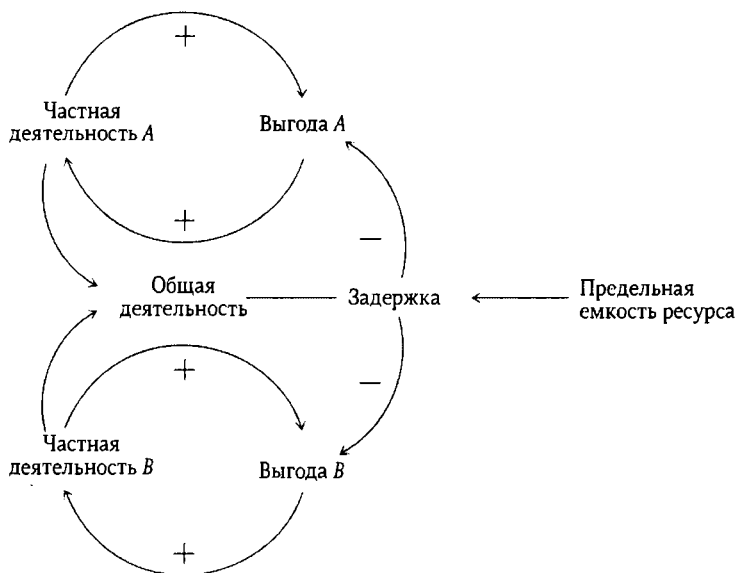 +
Частная
деятельность A
Выгода A
+
−
Общая
деятельность
Задержка
Предельная
емкость ресурса
+
−
Частная
деятельность B
Выгода B
+